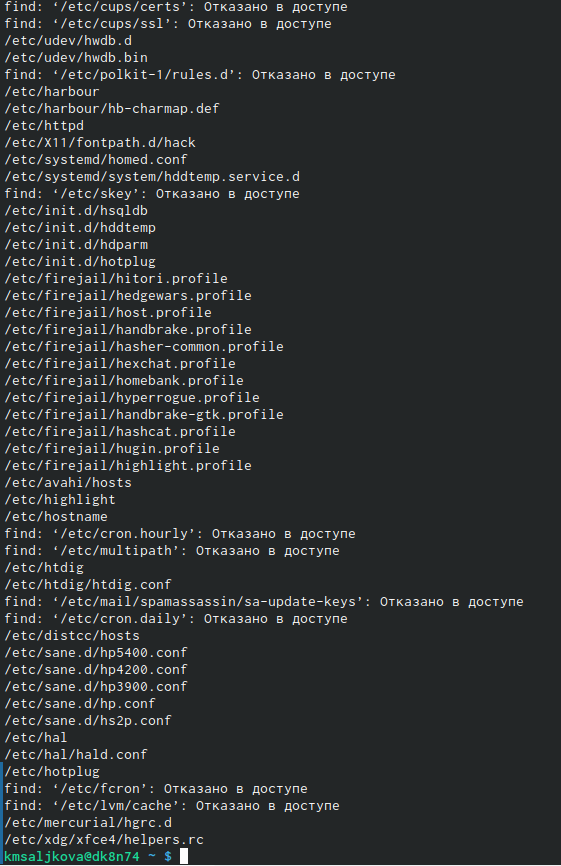 find: ‘/etc/cups/certs’: Отказано в доступе
find: ‘/etc/cups/ssl’: Отказано в доступе
/etc/udev/hwdb.d
/etc/udev/hwdb.bin
find: ‘/etc/polkit-1/rules.d’: Отказано в доступе
/etc/harbour
/etc/harbour/hb-charmap.def
/etc/httpd
/etc/X11/fontpath.d/hack
/etc/systemd/homed.conf
/etc/systemd/system/hddtemp.service.d
find: ‘/etc/skey’: Отказано в доступе
/etc/init.d/hsqldb
/etc/init.d/hddtemp
/etc/init.d/hdparm
/etc/init.d/hotplug
/etc/firejail/hitori.profile
/etc/firejail/hedgewars.profile
/etc/firejail/host.profile
/etc/firejail/handbrake.profile
/etc/firejail/hasher-common.profile
/etc/firejail/hexchat.profile
/etc/firejail/homebank.profile
/etc/firejail/hyperrogue.profile
/etc/firejail/handbrake-gtk.profile
/etc/firejail/hashcat.profile
/etc/firejail/hugin.profile
/etc/firejail/highlight.profile
/etc/avahi/hosts
/etc/highlight
/etc/hostname
find: ‘/etc/cron.hourly’: Отказано в доступе
find: ‘/etc/multipath’: Отказано в доступе
/etc/htdig
/etc/htdig/htdig.conf
find: ‘/etc/mail/spamassassin/sa-update-keys’: Отказано в доступе
find: ‘/etc/cron.daily’: Отказано в доступе
/etc/distcc/hosts
/etc/sane.d/hp5400.conf
/etc/sane.d/hp4200.conf
/etc/sane.d/hp3900.conf
/etc/sane.d/hp.conf
/etc/sane.d/hs2p.conf
/etc/hal
/etc/hal/hald.conf
/etc/hotplug
find: ‘/etc/fcron’: Отказано в доступе
find: ‘/etc/lvm/cache’: Отказано в доступе
/etc/mercurial/hgrc.d
/etc/xdg/xfce4/helpers.rc
kmsaljkova@dk8n74 ~ $